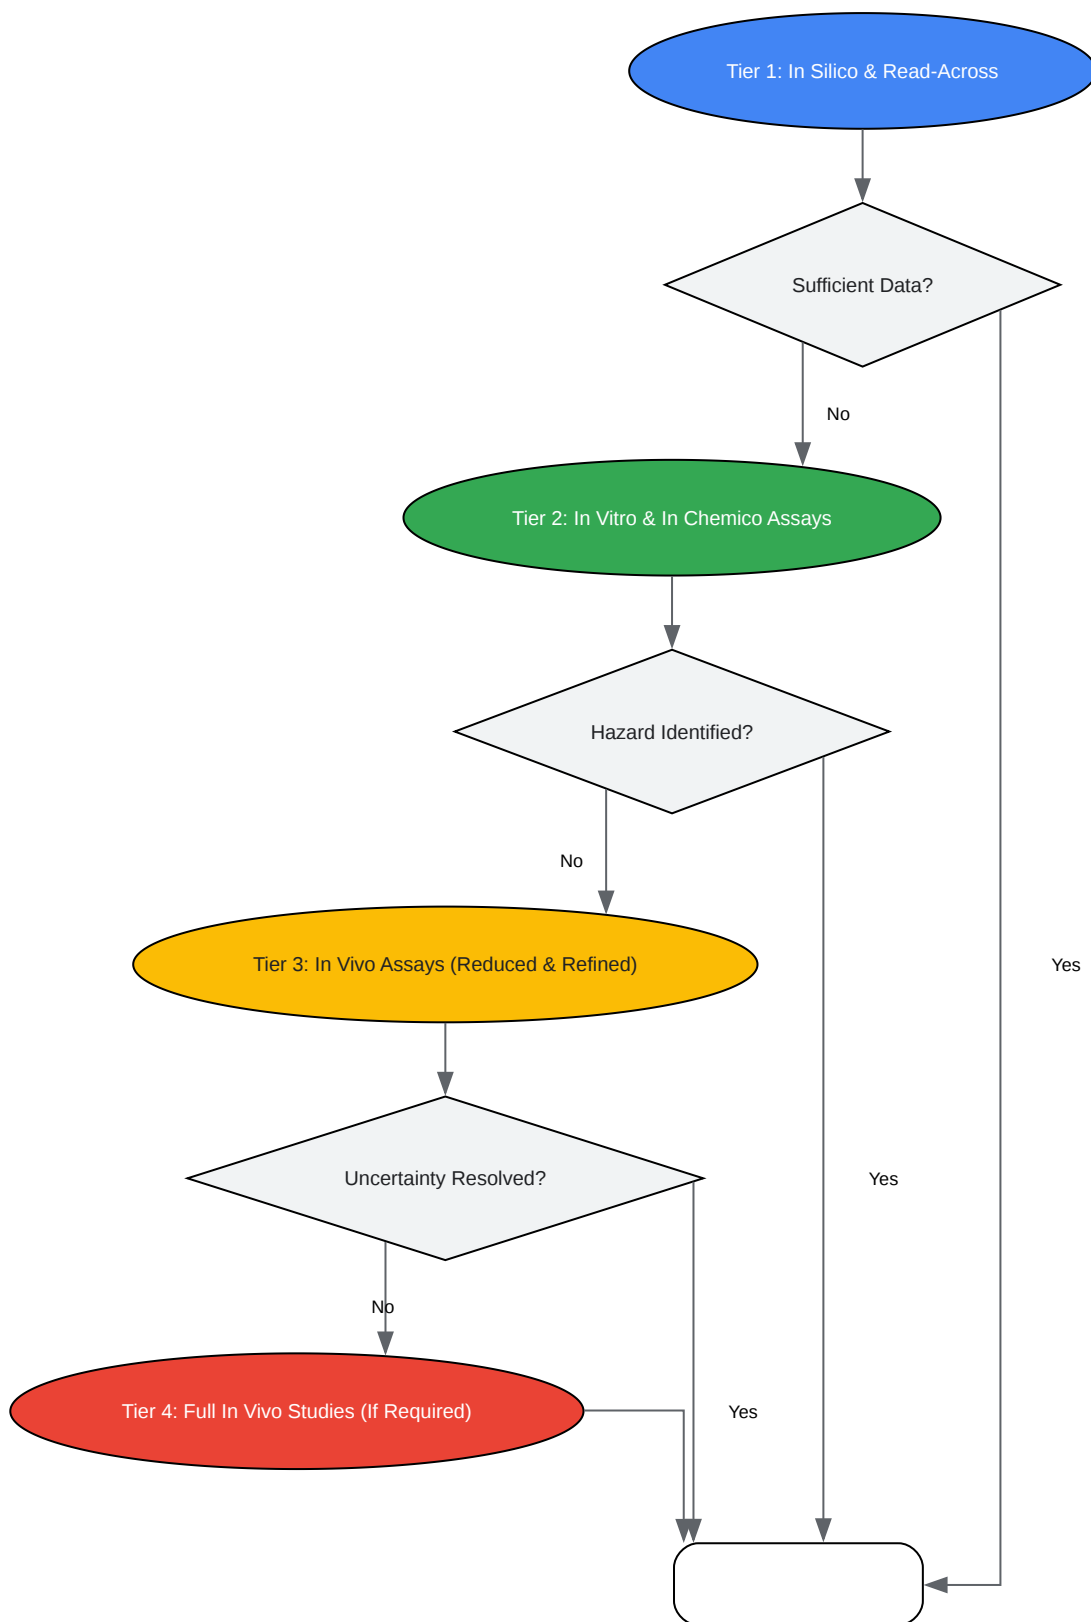 Tier 1: In Silico & Read-Across
Sufficient Data?
No
Tier 2: In Vitro & In Chemico Assays
Hazard Identified?
No
Tier 3: In Vivo Assays (Reduced & Refined)
Yes
Uncertainty Resolved?
Yes
No
Tier 4: Full In Vivo Studies (If Required)
Yes